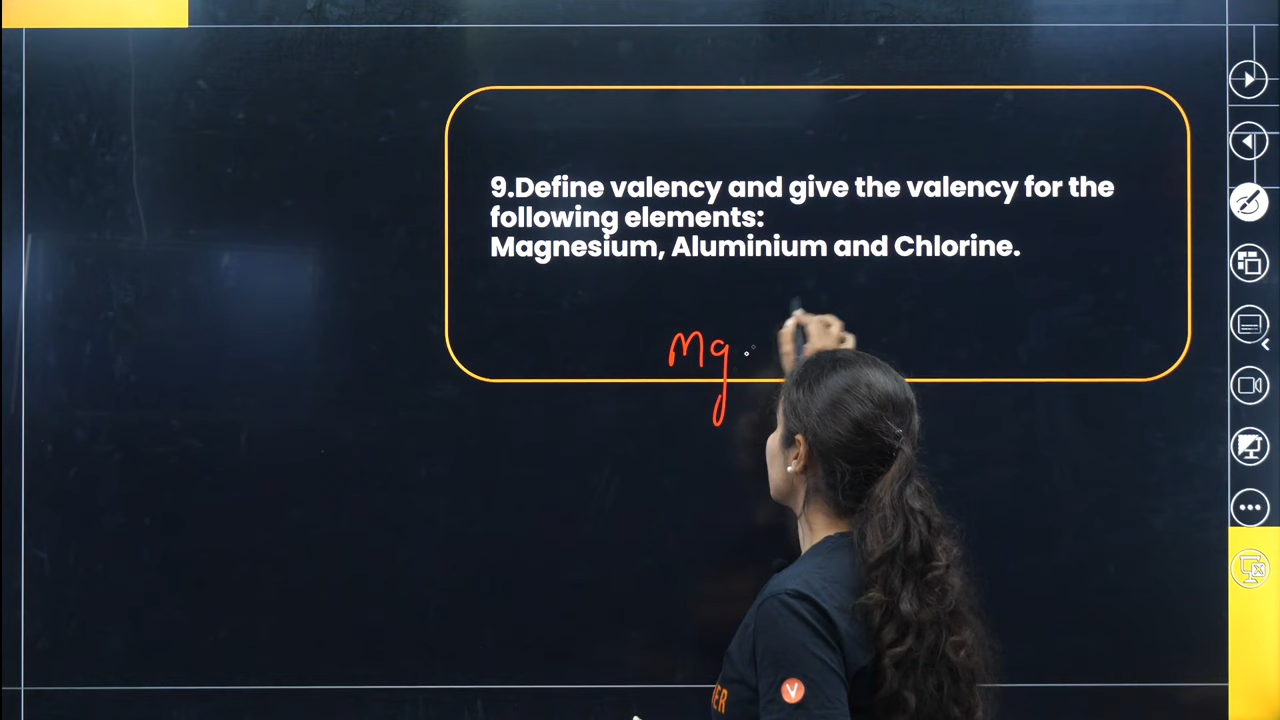 9.Define valency and give the valency for the
following elements:
Magnesium, Aluminium and Chlorine.
Mg
V